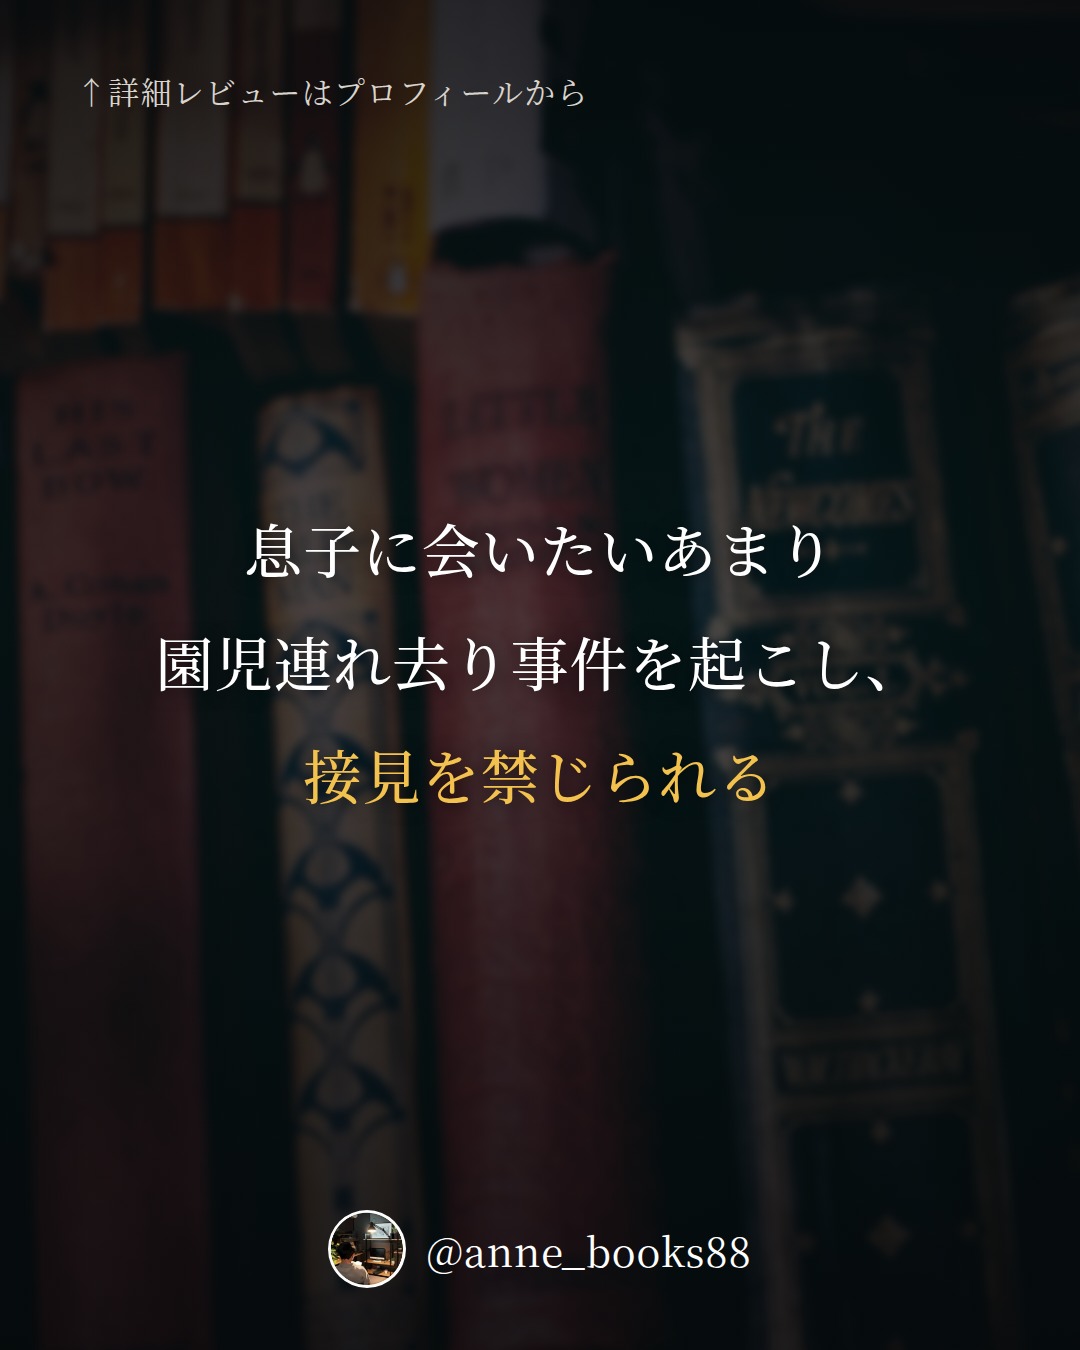 ↑詳細レビューはプロフィールから
息子に会いたいあまり
園児連れ去り事件を起こし、
接見を禁じられる
@anne_books88